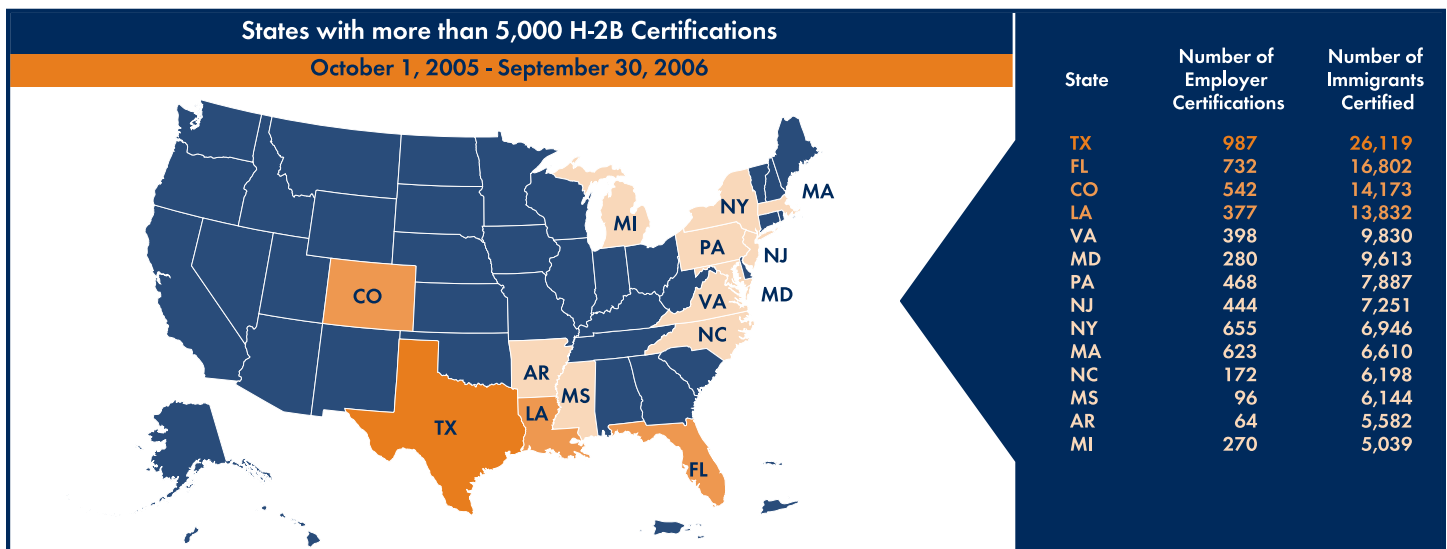 States with more than 5,000 H-2B Certifications
October 1, 2005 - September 30, 2006
MA
NY
MI
PA
NJ
CO
MD
VA
NC
AR
MS
LA
TX
FL
State
Number of
Employer
Certifications
Number of
Immigrants
Certified
TX 987 26,119
FL 732 16,802
CO 542 14,173
LA 377 13,832
VA 398 9,830
MD 280 9,613
PA 468 7,887
NJ 444 7,251
NY 655 6,946
MA 623 6,610
NC 172 6,198
MS 96 6,144
AR 64 5,582
MI 270 5,039